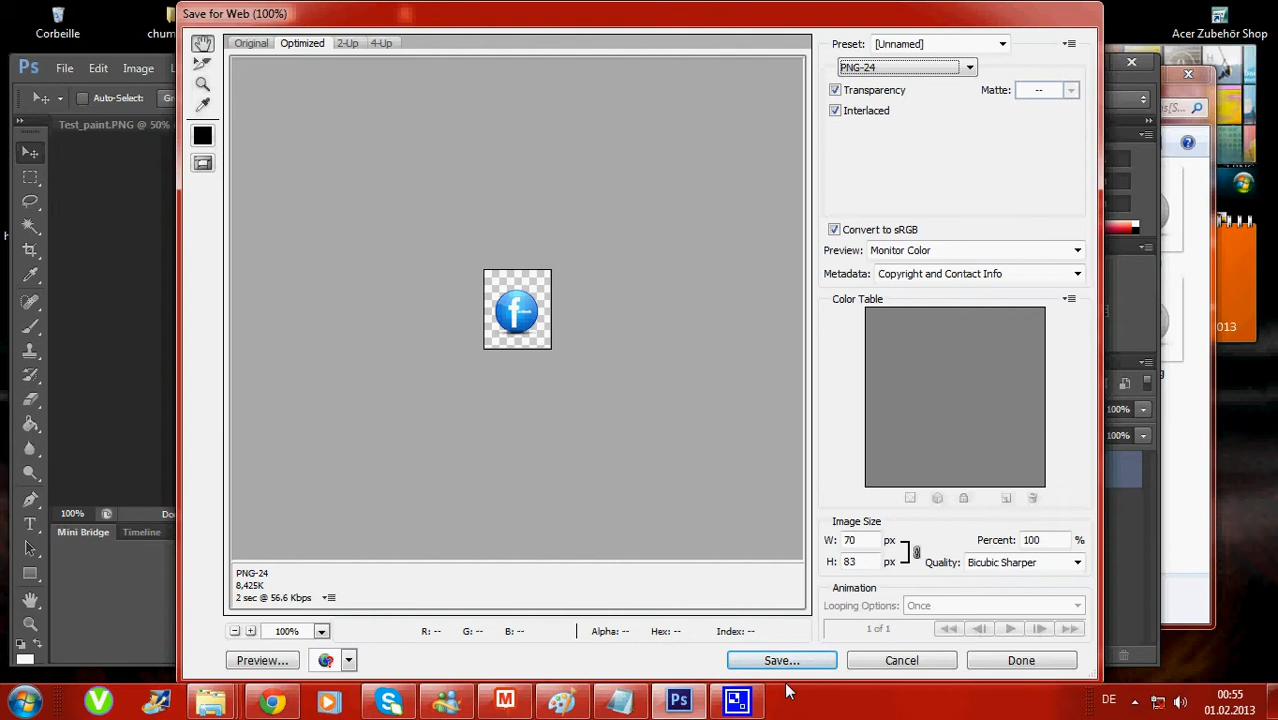 Corbeille
chum
Acer Zubehör Shop
Save for Web (100%)
Ps File Edit Image
Auto-Select:
Test_paint.PNG @ 50%
Original Optimized 2-Up 4-Up
Preset: [Unnamed]
PNG-24
Transparency Matte: --
Interlaced
Convert to sRGB
Preview: Monitor Color
Metadata: Copyright and Contact Info
Color Table
f
2013
100%
100%
100%
Mini Bridge Timeline
Image Size
W: 70 px Percent: 100 %
H: 83 px Quality: Bicubic Sharper
Animation
Looping Options: Once
1 of 1
PNG-24
8,425K
2 sec @ 56.6 Kbps
100% R: -- G: -- B: -- Alpha: -- Hex: -- Index: --
Preview... Save... Cancel Done
DE 00:55
01.02.2013